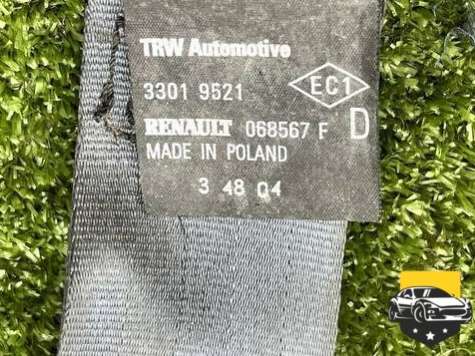 TRW Automotive
3301 9521
EC1
RENAULT 068567 F D
MADE IN POLAND
3 48 04